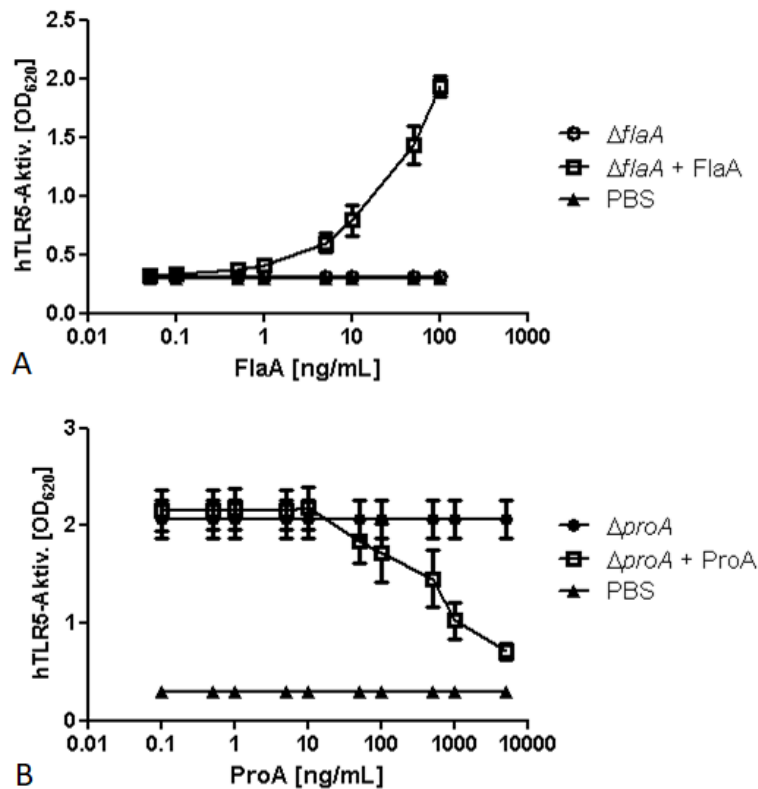 2.5
2.0
1.5
1.0
0.5
0.0
hTLR5-Aktiv. [OD620]
0.01 0.1 1 10 100 1000
FlaA [ng/mL]
ΔflaA
ΔflaA + FlaA
PBS
A
3
2
1
0
hTLR5-Aktiv. [OD620]
0.01 0.1 1 10 100 1000 10000
ProA [ng/mL]
ΔproA
ΔproA + ProA
PBS
B